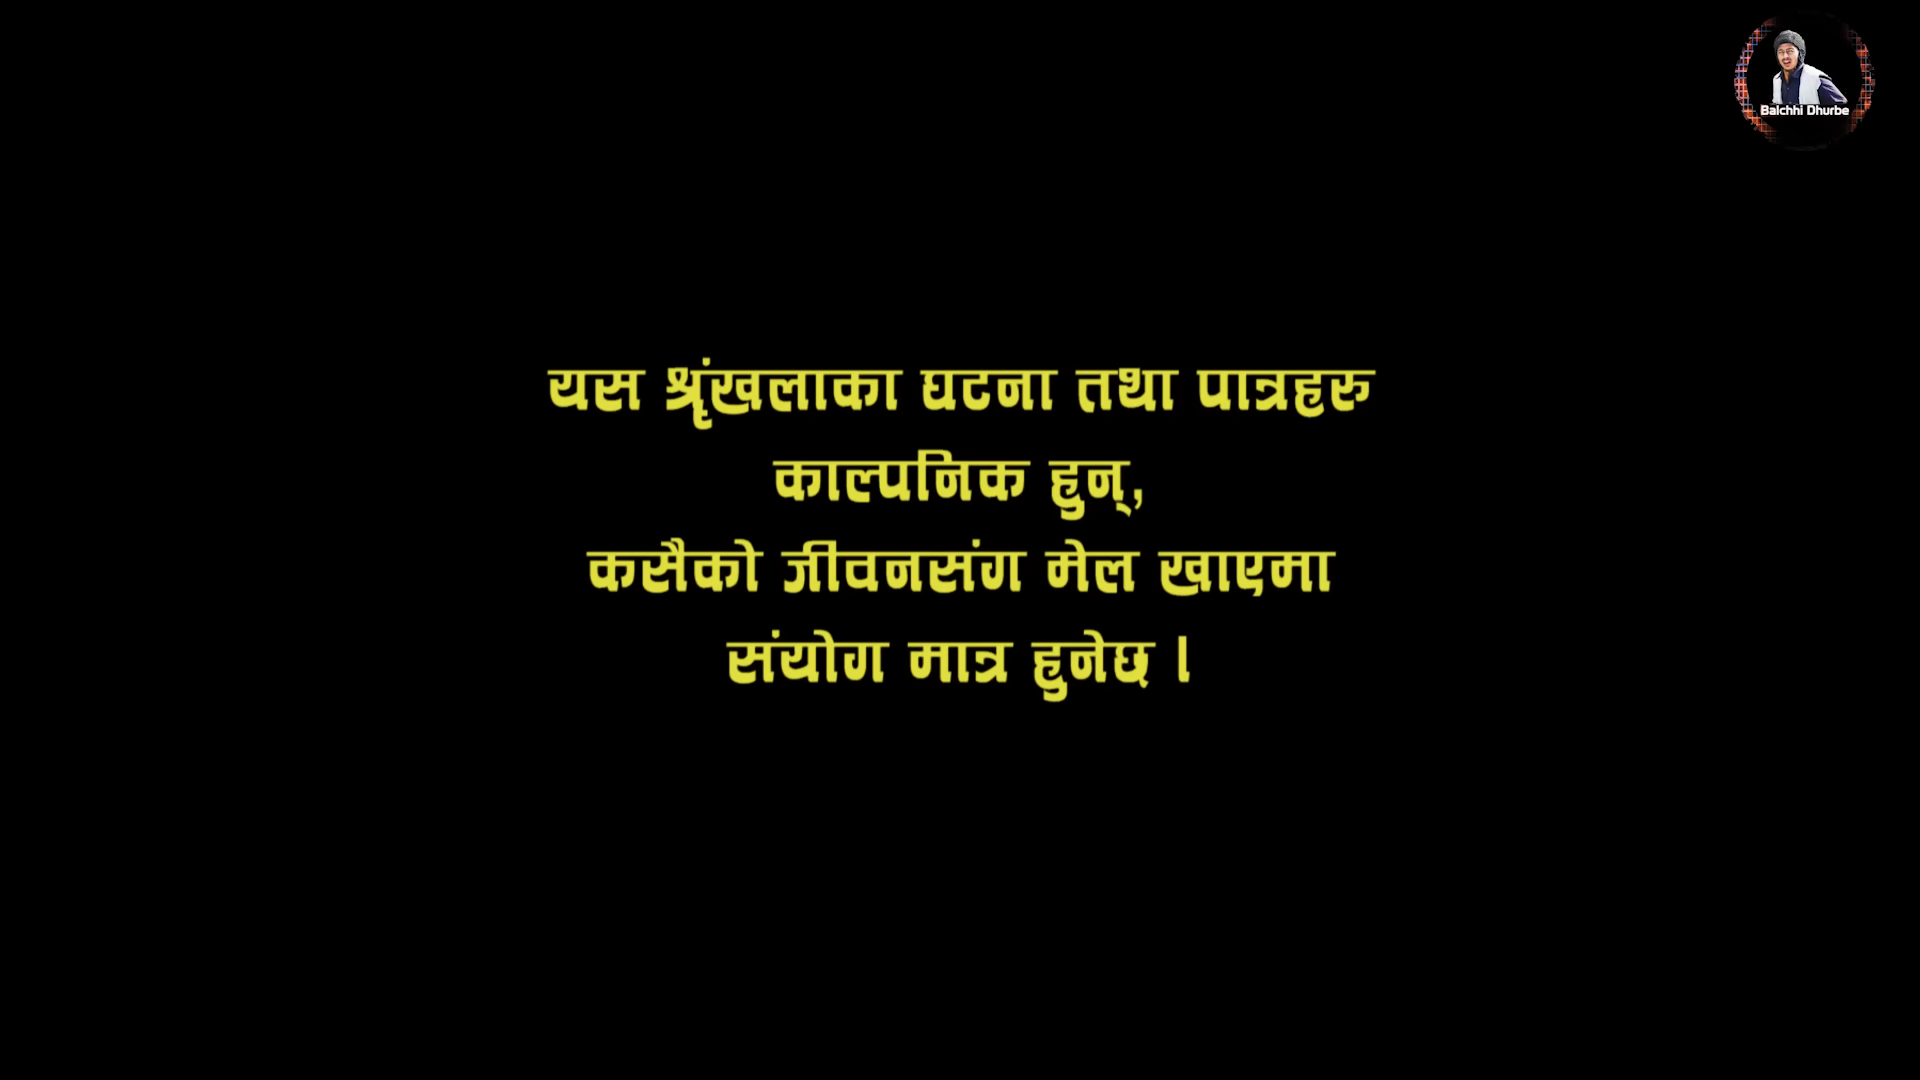 Balchhi Dhurbe
यस श्रृंखलाका घटना तथा पात्रहरु
काल्पनिक हुन्,
कसैको जीवनसंग मेल खाएमा
संयोग मात्र हुनेछ ।